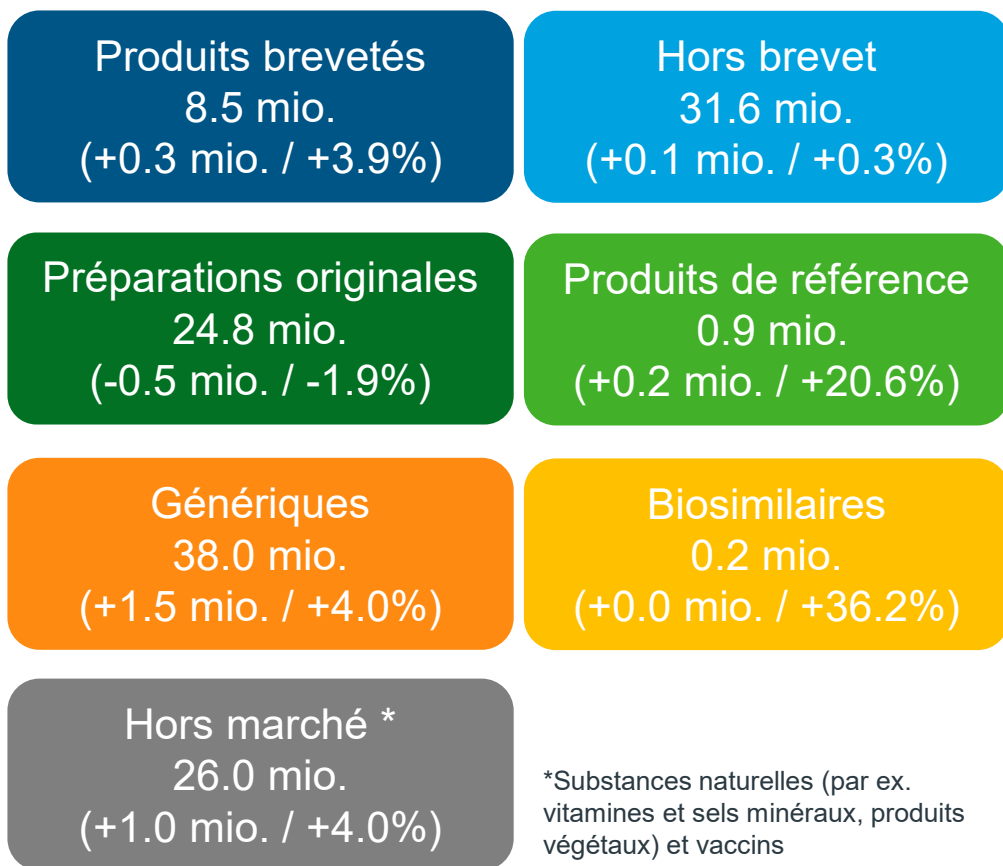 Produits brevetés
8.5 mio.
(+0.3 mio. / +3.9%)
Hors brevet
31.6 mio.
(+0.1 mio. / +0.3%)
Préparations originales
24.8 mio.
(-0.5 mio. / -1.9%)
Produits de référence
0.9 mio.
(+0.2 mio. / +20.6%)
Génériques
38.0 mio.
(+1.5 mio. / +4.0%)
Biosimilaires
0.2 mio.
(+0.0 mio. / +36.2%)
Hors marché *
26.0 mio.
(+1.0 mio. / +4.0%)
*Substances naturelles (par ex.
vitamines et sels minéraux, produits
végétaux) et vaccins